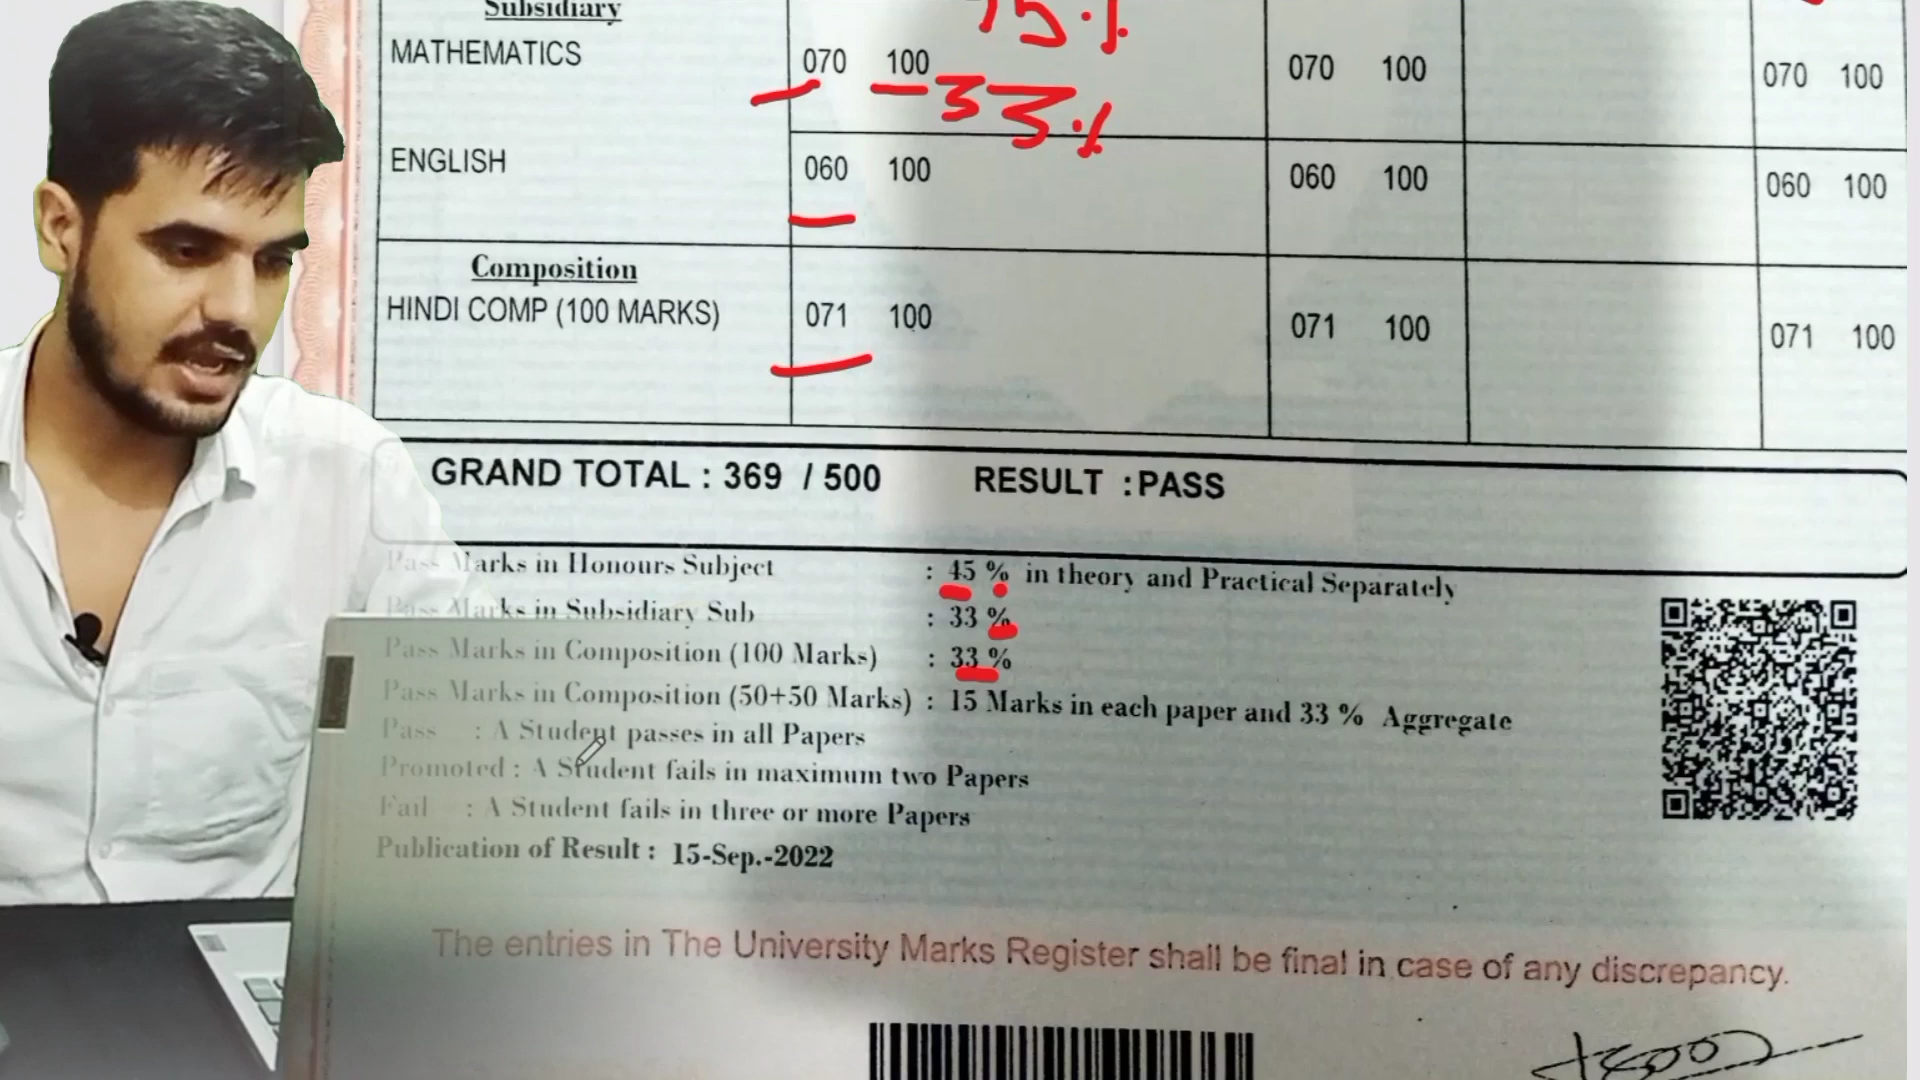 Subsidiary
MATHEMATICS 070 100 070 100 070 100
33%
ENGLISH 060 100 060 100 060 100
Composition
HINDI COMP (100 MARKS) 071 100 071 100 071 100
GRAND TOTAL : 369 / 500 RESULT : PASS
Pass Marks in Honours Subject : 45 % in theory and Practical Separately
Pass Marks in Subsidiary Sub : 33 %
Pass Marks in Composition (100 Marks) : 33 %
Pass Marks in Composition (50+50 Marks) : 15 Marks in each paper and 33 % Aggregate
Pass : A Student passes in all Papers
Promoted : A Student fails in maximum two Papers
Fail : A Student fails in three or more Papers
Publication of Result : 15-Sep.-2022
The entries in The University Marks Register shall be final in case of any discrepancy.